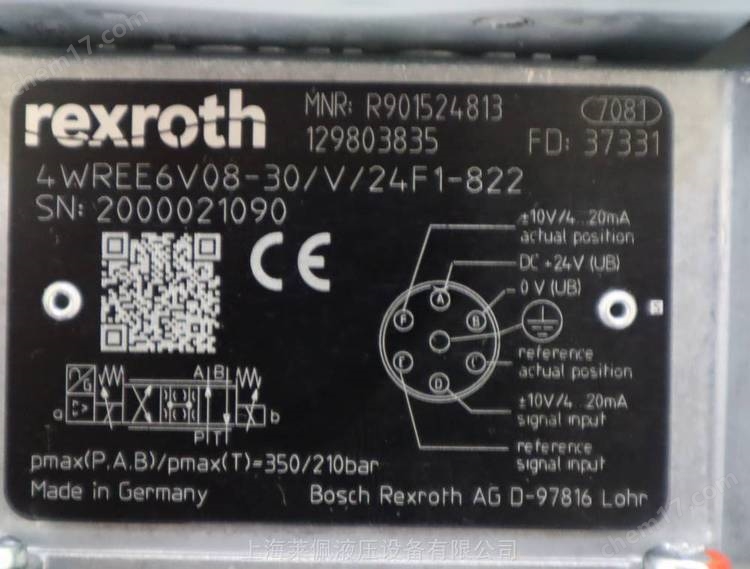 rexroth
MNR: R901524813
7081
129803835
FD: 37331
4WREE6V08-30/V/24F1-822
SN: 2000021090
CE
±10V/4...20mA
actual position
DC +24V (UB)
0 V (UB)
A
B
C
D
E
F
reference
actual position
±10V/4...20mA
signal input
reference
signal input
U
G
A B
a
b
P T
pmax(P.A.B)/pmax(T)=350/210bar
Made in Germany
Bosch Rexroth AG D-97816 Lohr
上海莱佩液压设备有限公司
chem17.com